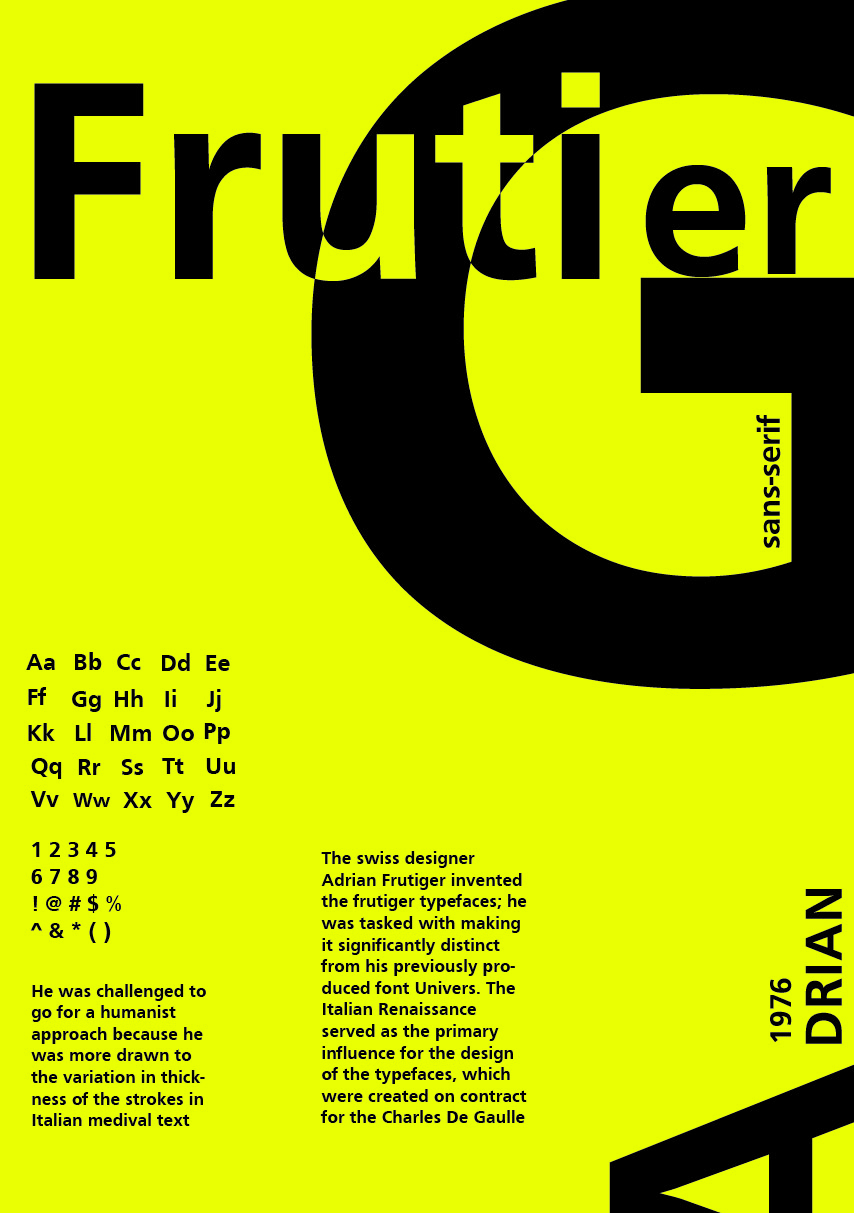 Fruti
G
er
sans-serif
Aa Bb Cc Dd Ee
Ff Gg Hh Ii Jj
Kk Ll Mm Oo Pp
Qq Rr Ss Tt Uu
Vv Ww Xx Yy Zz
1 2 3 4 5
6 7 8 9
! @ # $ %
^ & * ( )
He was challenged to
go for a humanist
approach because he
was more drawn to
the variation in thick-
ness of the strokes in
Italian medival text
The swiss designer
Adrian Frutiger invented
the frutiger typefaces; he
was tasked with making
it significantly distinct
from his previously pro-
duced font Univers. The
Italian Renaissance
served as the primary
influence for the design
of the typefaces, which
were created on contract
for the Charles De Gaulle
1976
A
DRIAN